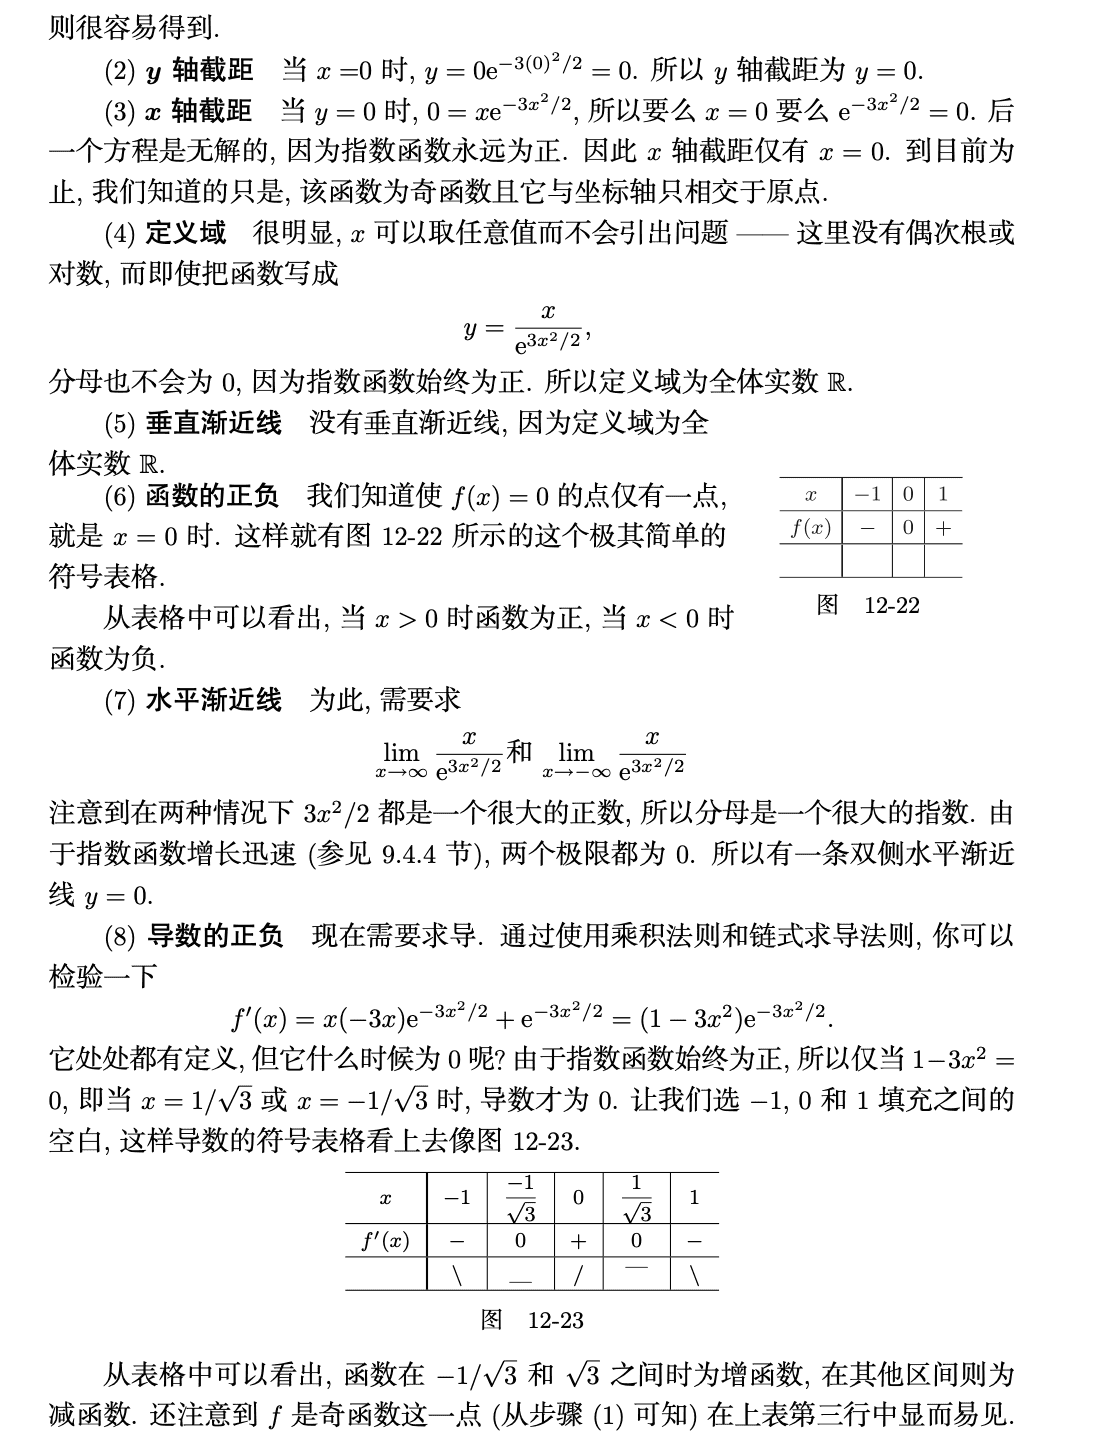 则很容易得到.
(2) y 轴截距 当 x =0 时, y = 0e^{−3(0)^2/2} = 0. 所以 y 轴截距为 y = 0.
(3) x 轴截距 当 y = 0 时, 0 = xe^{−3x^2/2}, 所以要么 x = 0 要么 e^{−3x^2/2} = 0. 后
一个方程是无解的, 因为指数函数永远为正. 因此 x 轴截距仅有 x = 0. 到目前为
止, 我们知道的只是, 该函数为奇函数且它与坐标轴只相交于原点.
(4) 定义域 很明显, x 可以取任意值而不会引出问题 —— 这里没有偶次根或
对数, 而即使把函数写成
y = x/e^{3x^2/2},
分母也不会为 0, 因为指数函数始终为正. 所以定义域为全体实数 ℝ.
(5) 垂直渐近线 没有垂直渐近线, 因为定义域为全
体实数 ℝ.
(6) 函数的正负 我们知道使 f(x) = 0 的点仅有一点,
就是 x = 0 时. 这样就有图 12-22 所示的这个极其简单的
符号表格.
x −1 0 1
f(x) − 0 +
图 12-22
从表格中可以看出, 当 x > 0 时函数为正, 当 x < 0 时
函数为负.
(7) 水平渐近线 为此, 需要求
lim_{x→∞} x/e^{3x^2/2} 和 lim_{x→−∞} x/e^{3x^2/2}
注意到在两种情况下 3x^2/2 都是一个很大的正数, 所以分母是一个很大的指数. 由
于指数函数增长迅速 (参见 9.4.4 节), 两个极限都为 0. 所以有一条双侧水平渐近
线 y = 0.
(8) 导数的正负 现在需要求导. 通过使用乘积法则和链式求导法则, 你可以
检验一下
f′(x) = x(−3x)e^{−3x^2/2} + e^{−3x^2/2} = (1 − 3x^2)e^{−3x^2/2}.
它处处都有定义, 但它什么时候为 0 呢? 由于指数函数始终为正, 所以仅当 1−3x^2 =
0, 即当 x = 1/√3 或 x = −1/√3 时, 导数才为 0. 让我们选 −1, 0 和 1 填充之间的
空白, 这样导数的符号表格看上去像图 12-23.
x −1 −1/√3 0 1/√3 1
f′(x) − 0 + 0 −
\ — / — \
图 12-23
从表格中可以看出, 函数在 −1/√3 和 √3 之间时为增函数, 在其他区间则为
减函数. 还注意到 f 是奇函数这一点 (从步骤 (1) 可知) 在上表第三行中显而易见.